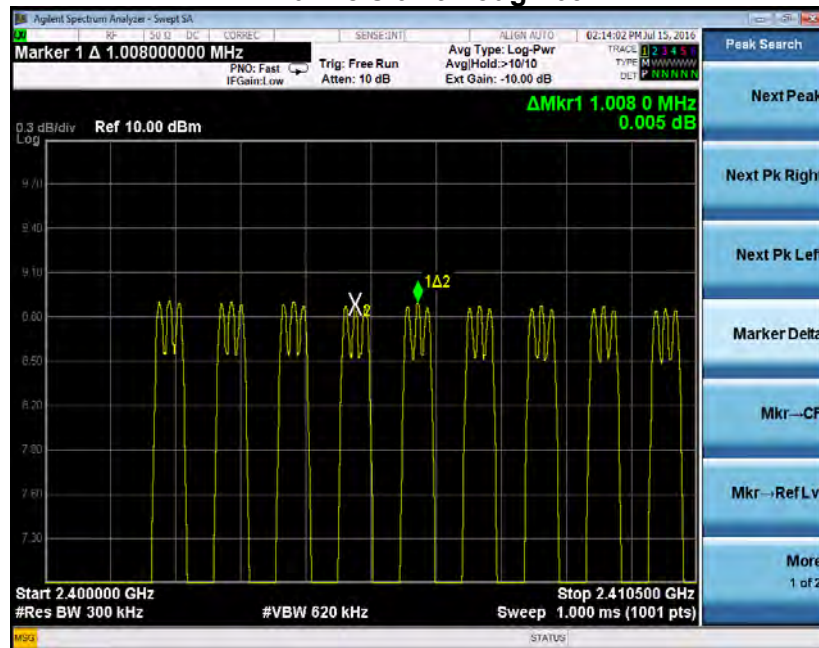 Agilent Spectrum Analyzer - Swept SA
RF 50 Ω DC CORREC SENSE:INT ALIGN AUTO 02:14:02 PM Jul 15, 2016
Marker 1 Δ 1.008000000 MHz
PNO: Fast
IFGain:Low
Trig: Free Run
Atten: 10 dB
Avg Type: Log-Pwr
Avg|Hold:>10/10
Ext Gain: -10.00 dB
TRACE 1 2 3 4 5 6
TYPE M WWWWW
DET P N N N N N
Peak Search
ΔMkr1 1.008 0 MHz
0.005 dB
0.3 dB/div Ref 10.00 dBm
Log
9.70
9.40
9.10
8.80
8.50
8.20
7.90
7.60
7.30
1Δ2
X2
Start 2.400000 GHz
Stop 2.410500 GHz
#Res BW 300 kHz
#VBW 620 kHz
Sweep 1.000 ms (1001 pts)
MSG
STATUS
Next Peak
Next Pk Right
Next Pk Left
Marker Delta
Mkr→CF
Mkr→Ref Lv
More
1 of 2